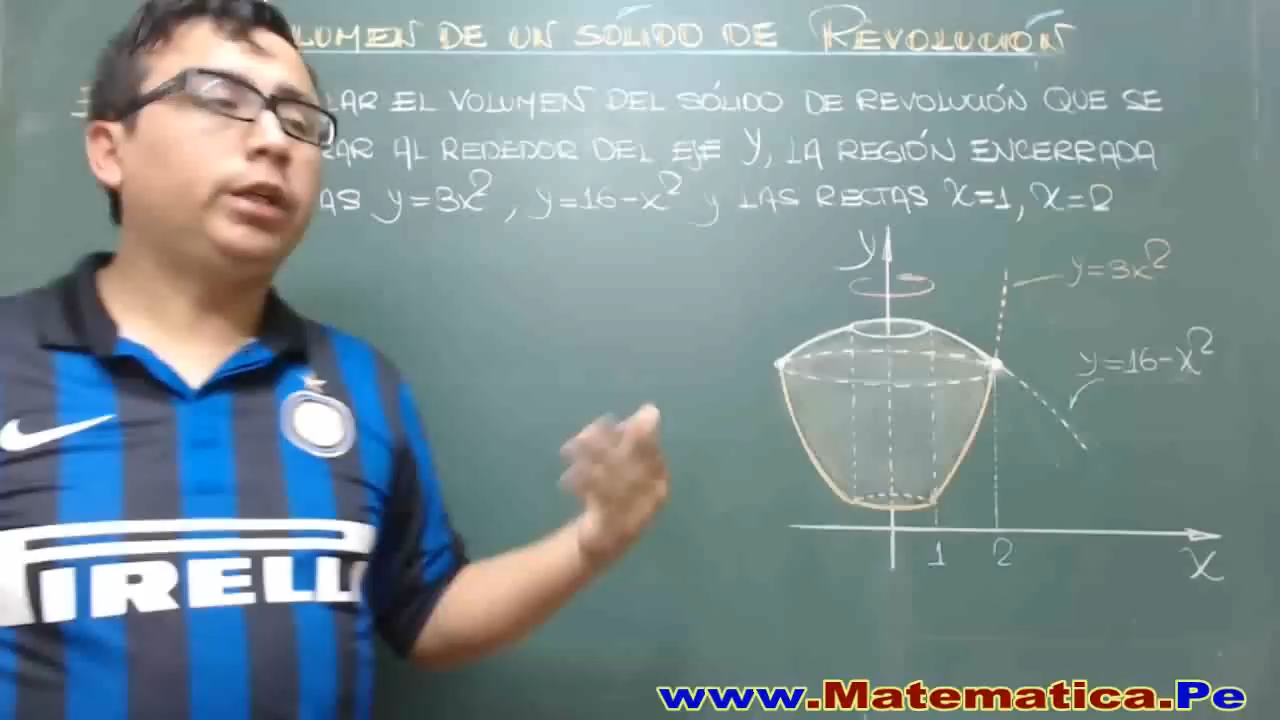 LUMEN DE UN SÓLIDO DE REVOLUCIÓN
LAR EL VOLUMEN DEL SÓLIDO DE REVOLUCIÓN QUE SE
RAR AL REDEDOR DEL EJE Y, LA REGIÓN ENCERRADA
AS y=3x², y=16-x² y LAS RECTAS x=1, x=2
y
y=3x²
y=16-x²
1 2
x
PIRELLI
www.Matematica.Pe